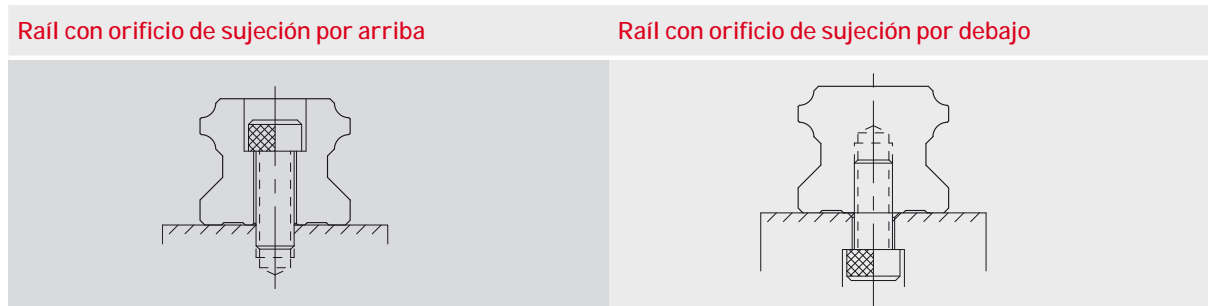 Raíl con orificio de sujeción por arriba
Raíl con orificio de sujeción por debajo